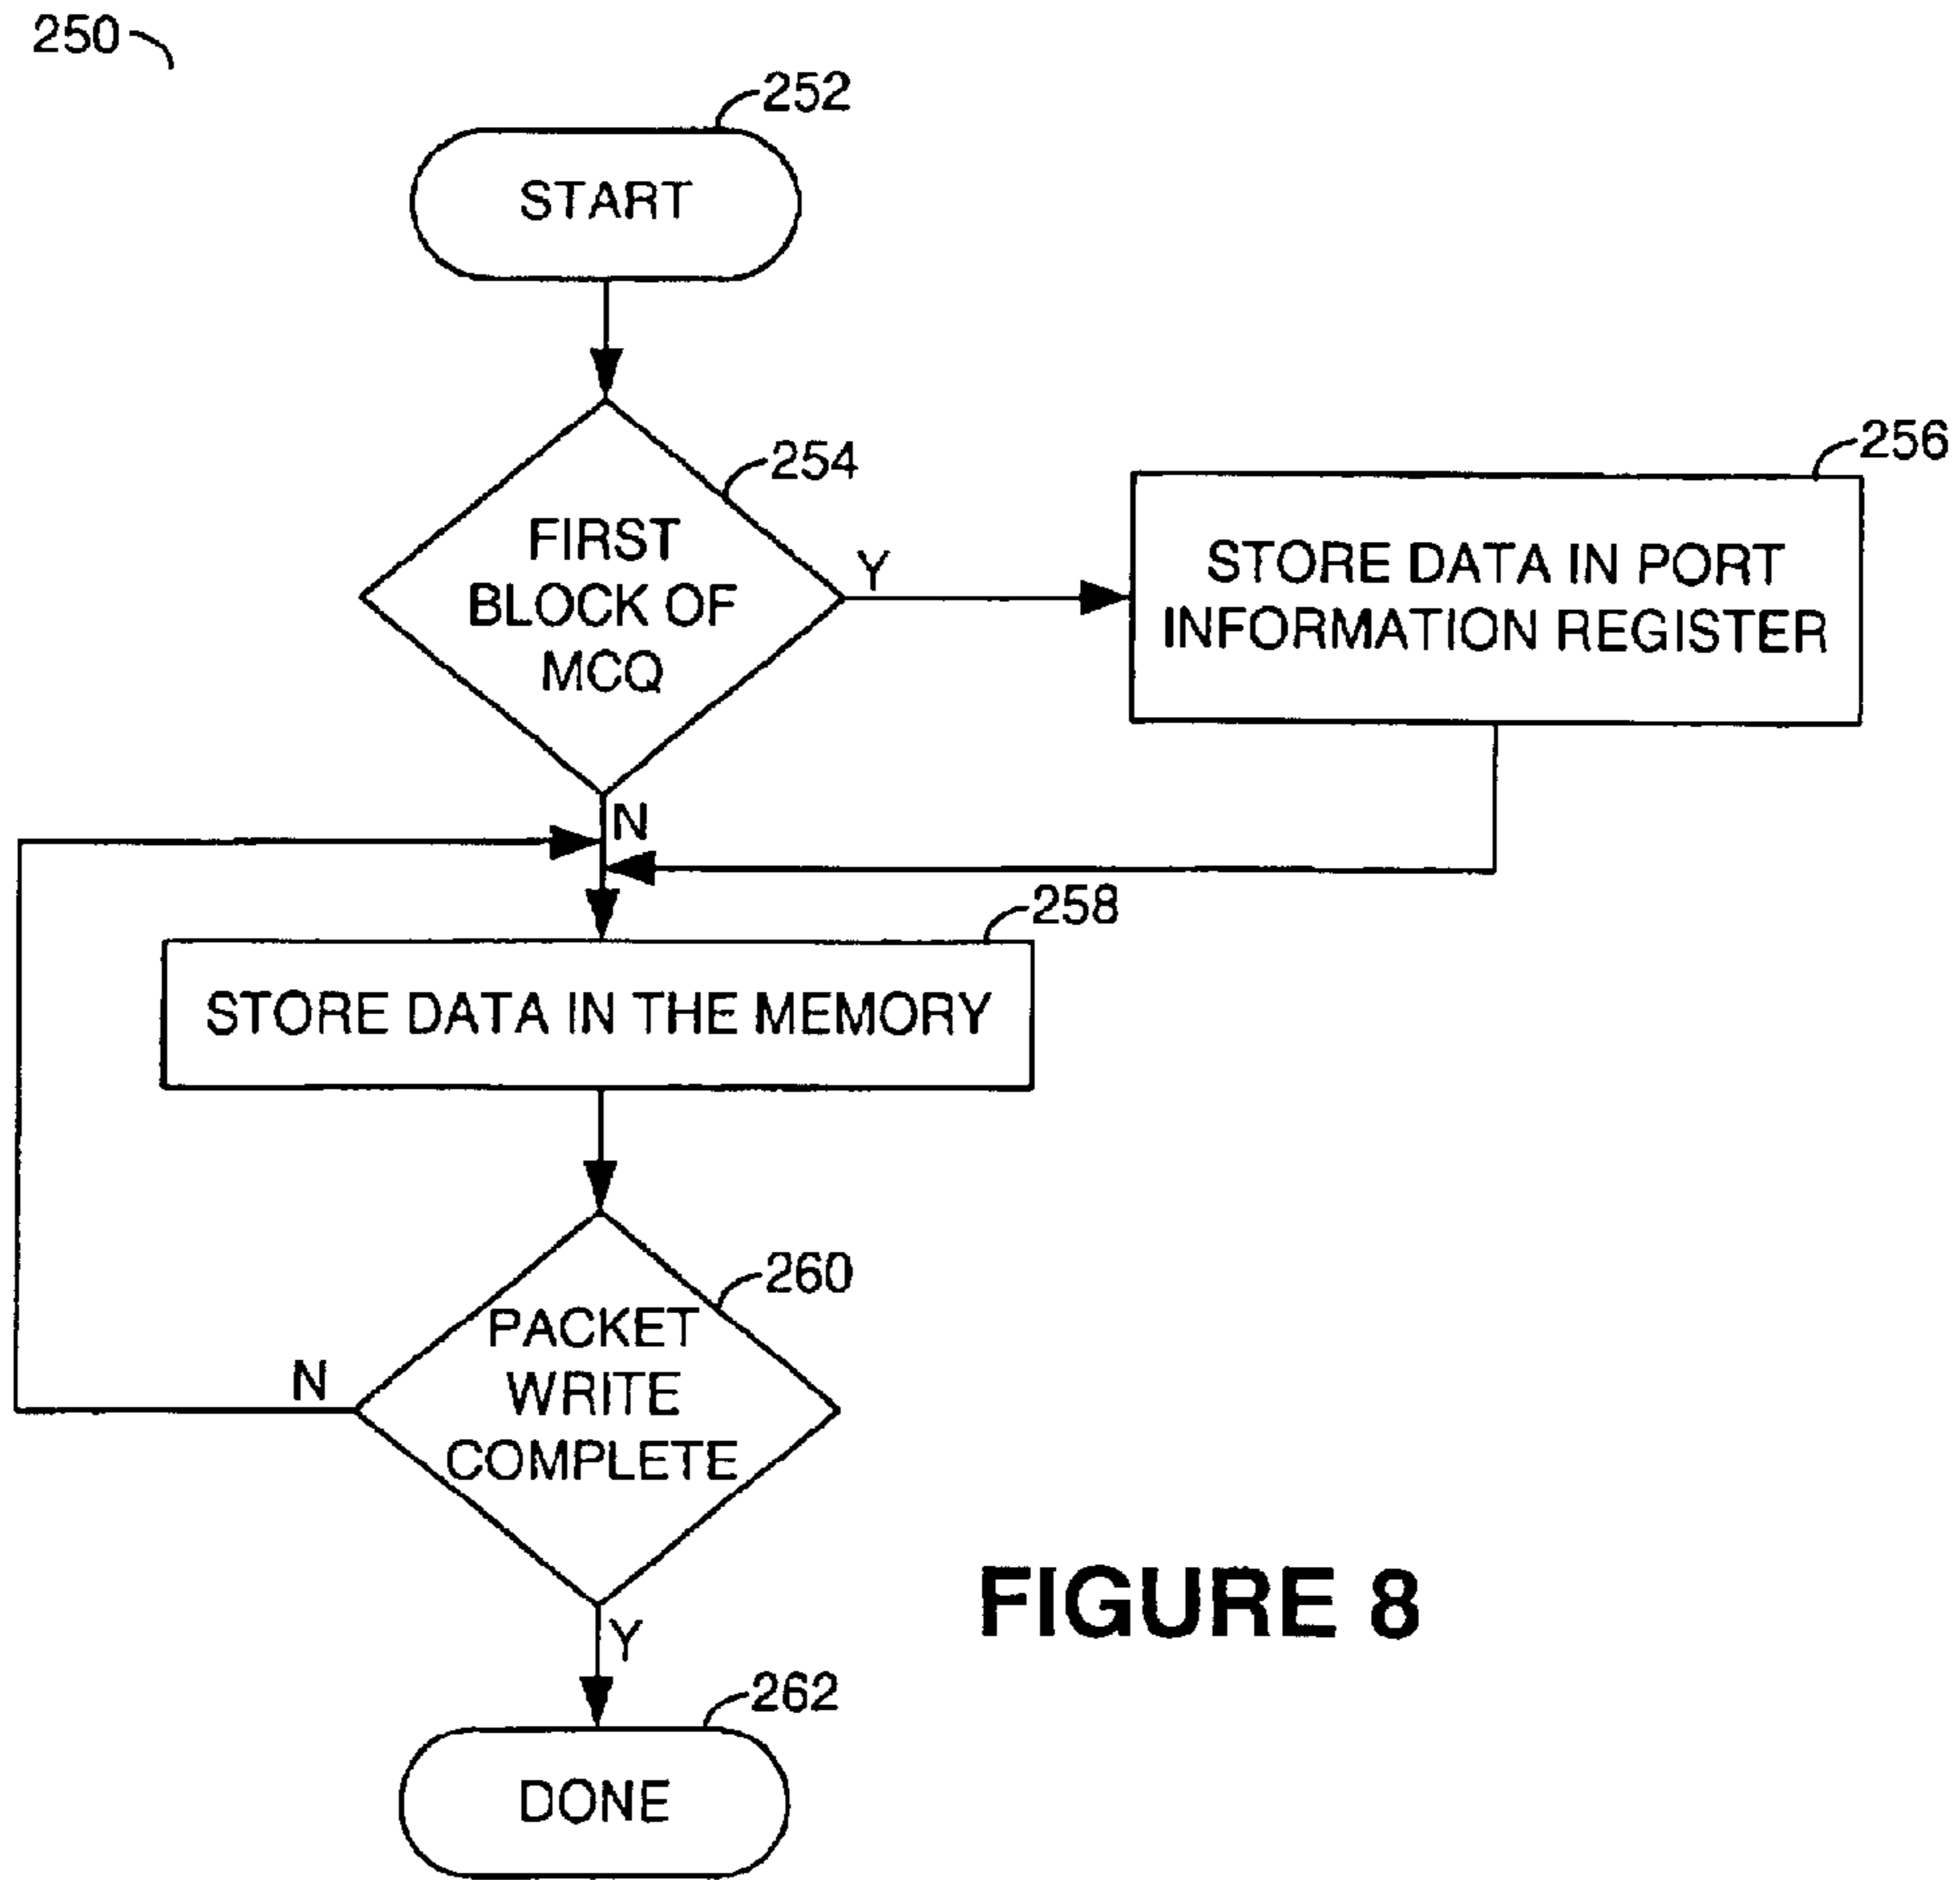 250
252
START
254
FIRST
BLOCK OF
MCQ
Y
256
STORE DATA IN PORT
INFORMATION REGISTER
N
258
STORE DATA IN THE MEMORY
260
PACKET
WRITE
COMPLETE
N
Y
FIGURE 8
262
DONE